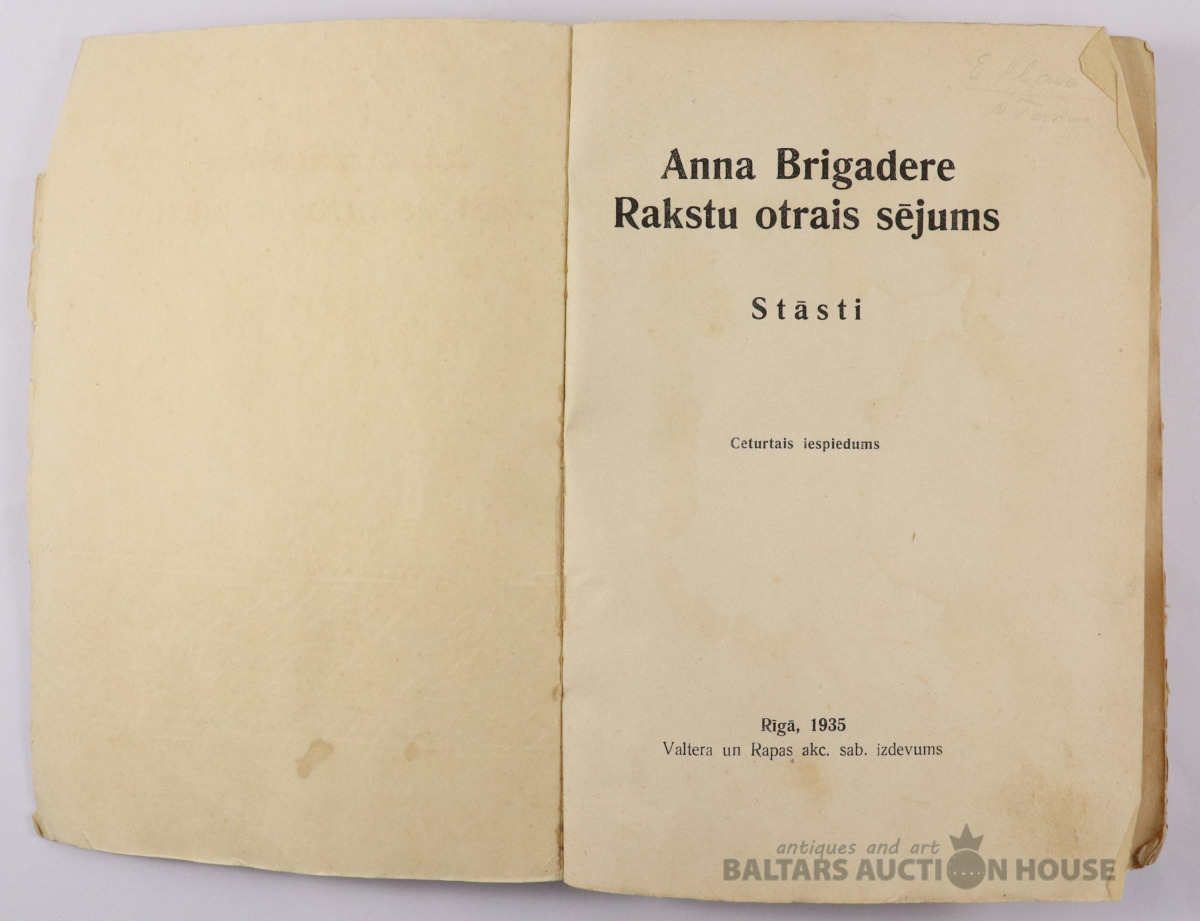 Anna Brigadere
Rakstu otrais sējums
Stāsti
Ceturtais iespiedums
Rīgā, 1935
Valtera un Rapas akc. sab. izdevums
antiques and art
BALTARS AUCTION HOUSE